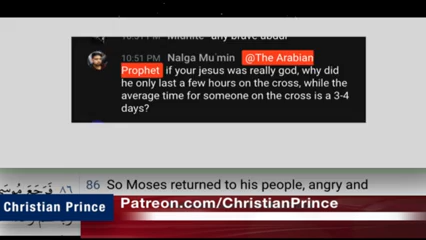 10:51 PM Nalga Mu'min @The Arabian
Prophet if your jesus was really god, why did
he only last a few hours on the cross, while the
average time for someone on the cross is a 3-4
days?
86 So Moses returned to his people, angry and
Christian Prince
Patreon.com/ChristianPrince